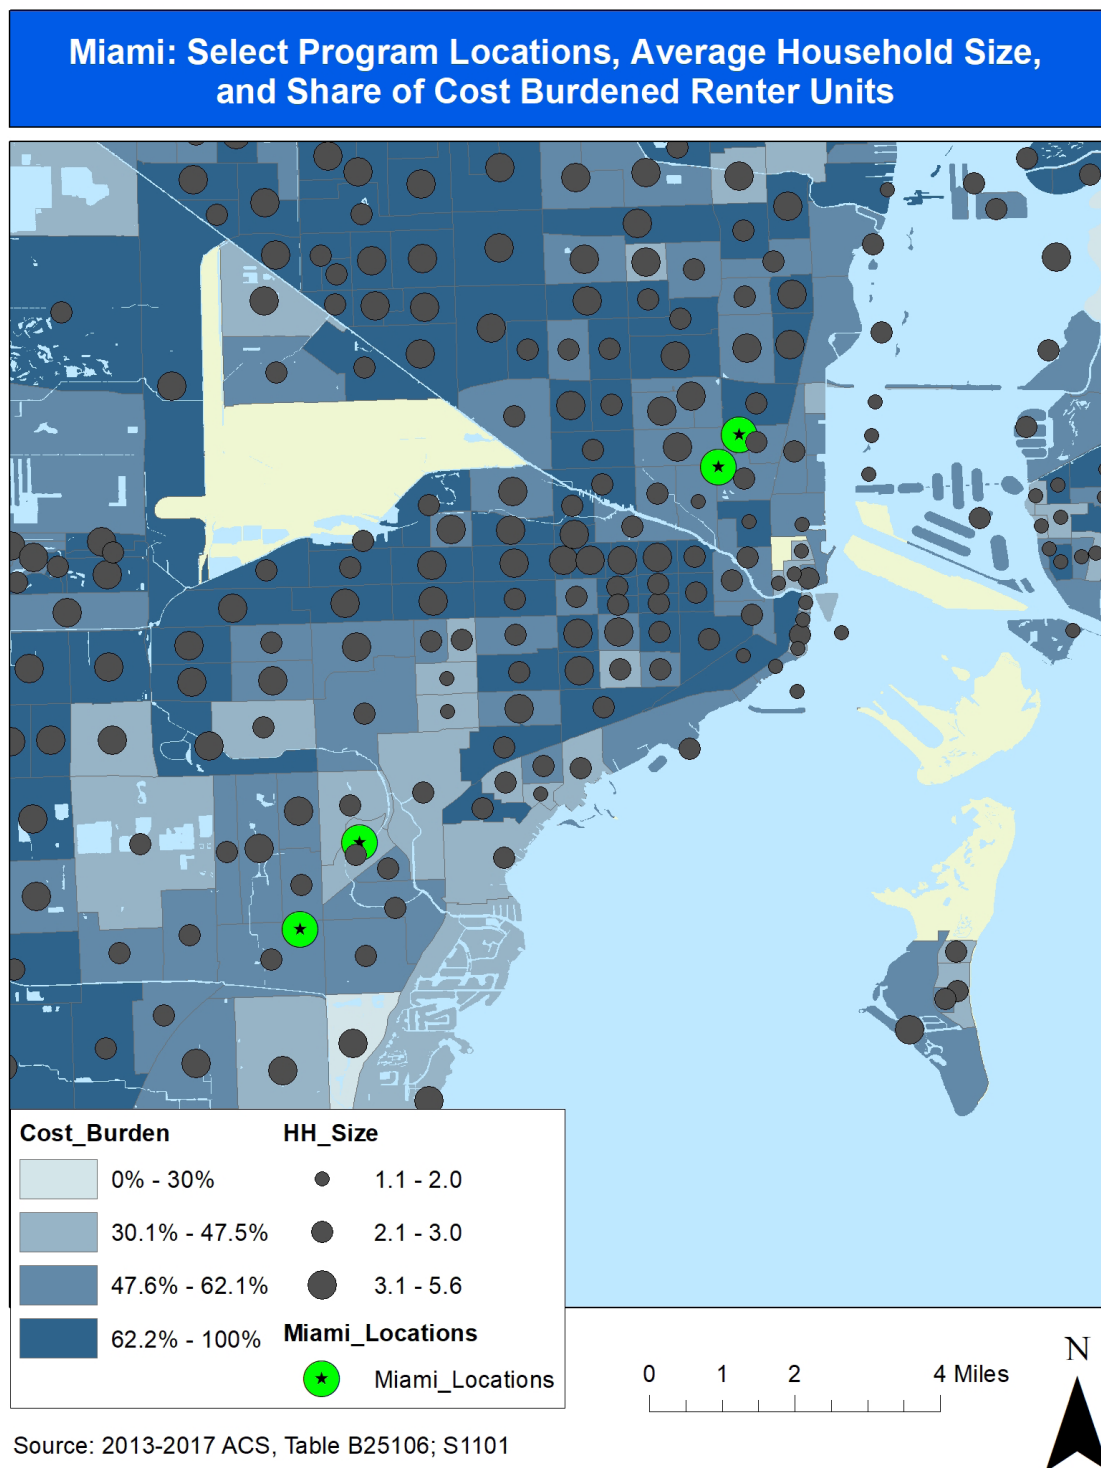 Miami: Select Program Locations, Average Household Size,
and Share of Cost Burdened Renter Units
Cost_Burden
0% - 30%
30.1% - 47.5%
47.6% - 62.1%
62.2% - 100%
HH_Size
1.1 - 2.0
2.1 - 3.0
3.1 - 5.6
Miami_Locations
Miami_Locations
0 1 2 4 Miles
N
Source: 2013-2017 ACS, Table B25106; S1101